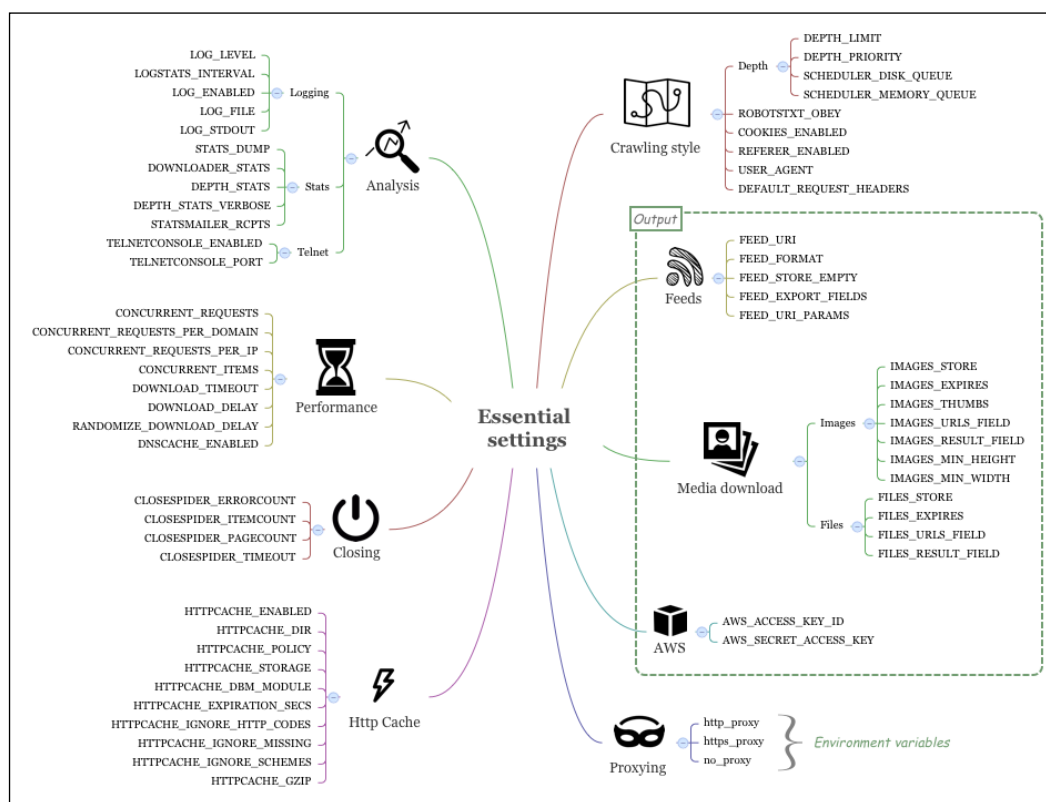 LOG_LEVEL
LOGSTATS_INTERVAL
LOG_ENABLED
LOG_FILE
LOG_STDOUT
Logging
STATS_DUMP
DOWNLOADER_STATS
DEPTH_STATS
DEPTH_STATS_VERBOSE
STATSMAILER_RCPTS
Stats
TELNETCONSOLE_ENABLED
TELNETCONSOLE_PORT
Telnet
Analysis
CONCURRENT_REQUESTS
CONCURRENT_REQUESTS_PER_DOMAIN
CONCURRENT_REQUESTS_PER_IP
CONCURRENT_ITEMS
DOWNLOAD_TIMEOUT
DOWNLOAD_DELAY
RANDOMIZE_DOWNLOAD_DELAY
DNSCACHE_ENABLED
Performance
CLOSESPIDER_ERRORCOUNT
CLOSESPIDER_ITEMCOUNT
CLOSESPIDER_PAGECOUNT
CLOSESPIDER_TIMEOUT
Closing
HTTPCACHE_ENABLED
HTTPCACHE_DIR
HTTPCACHE_POLICY
HTTPCACHE_STORAGE
HTTPCACHE_DBM_MODULE
HTTPCACHE_EXPIRATION_SECS
HTTPCACHE_IGNORE_HTTP_CODES
HTTPCACHE_IGNORE_MISSING
HTTPCACHE_IGNORE_SCHEMES
HTTPCACHE_GZIP
Http Cache
Essential
settings
Crawling style
Depth
DEPTH_LIMIT
DEPTH_PRIORITY
SCHEDULER_DISK_QUEUE
SCHEDULER_MEMORY_QUEUE
ROBOTSTXT_OBEY
COOKIES_ENABLED
REFERER_ENABLED
USER_AGENT
DEFAULT_REQUEST_HEADERS
Output
Feeds
FEED_URI
FEED_FORMAT
FEED_STORE_EMPTY
FEED_EXPORT_FIELDS
FEED_URI_PARAMS
Media download
Images
IMAGES_STORE
IMAGES_EXPIRES
IMAGES_THUMBS
IMAGES_URLS_FIELD
IMAGES_RESULT_FIELD
IMAGES_MIN_HEIGHT
IMAGES_MIN_WIDTH
Files
FILES_STORE
FILES_EXPIRES
FILES_URLS_FIELD
FILES_RESULT_FIELD
AWS
AWS_ACCESS_KEY_ID
AWS_SECRET_ACCESS_KEY
Proxying
http_proxy
https_proxy
no_proxy
Environment variables